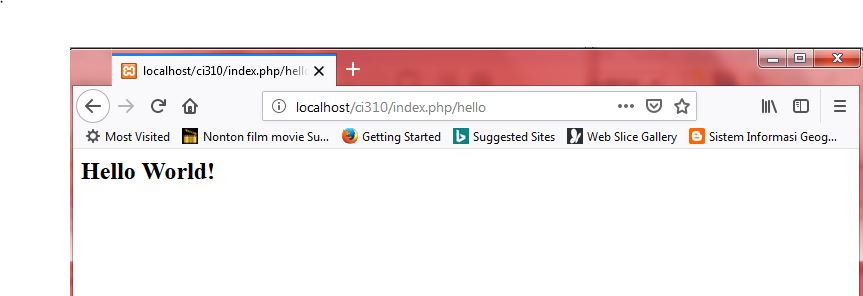 localhost/ci310/index.php/hello
localhost/ci310/index.php/hello
Most Visited Nonton film movie Su... Getting Started Suggested Sites Web Slice Gallery Sistem Informasi Geog...
Hello World!